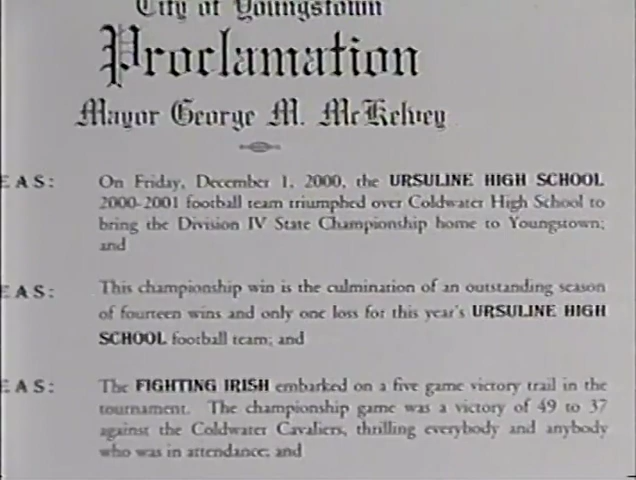 City of Youngstown
Proclamation
Mayor George M. McKelvey
EAS: On Friday, December 1, 2000, the URSULINE HIGH SCHOOL
2000-2001 football team triumphed over Coldwater High School to
bring the Division IV State Championship home to Youngstown;
and
EAS: This championship win is the culmination of an outstanding season
of fourteen wins and only one loss for this year's URSULINE HIGH
SCHOOL football team; and
EAS: The FIGHTING IRISH embarked on a five game victory trail in the
tournament. The championship game was a victory of 49 to 37
against the Coldwater Cavaliers, thrilling everybody and anybody
who was in attendance; and